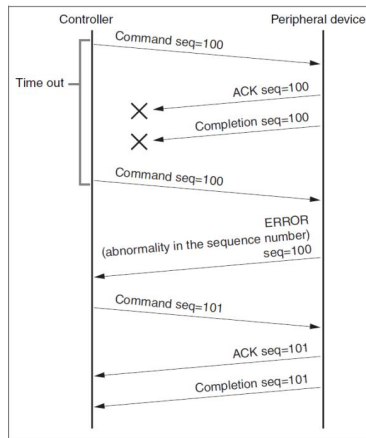 Controller
Peripheral device
Command seq=100
Time out
ACK seq=100
Completion seq=100
Command seq=100
ERROR
(abnormality in the sequence number)
seq=100
Command seq=101
ACK seq=101
Completion seq=101